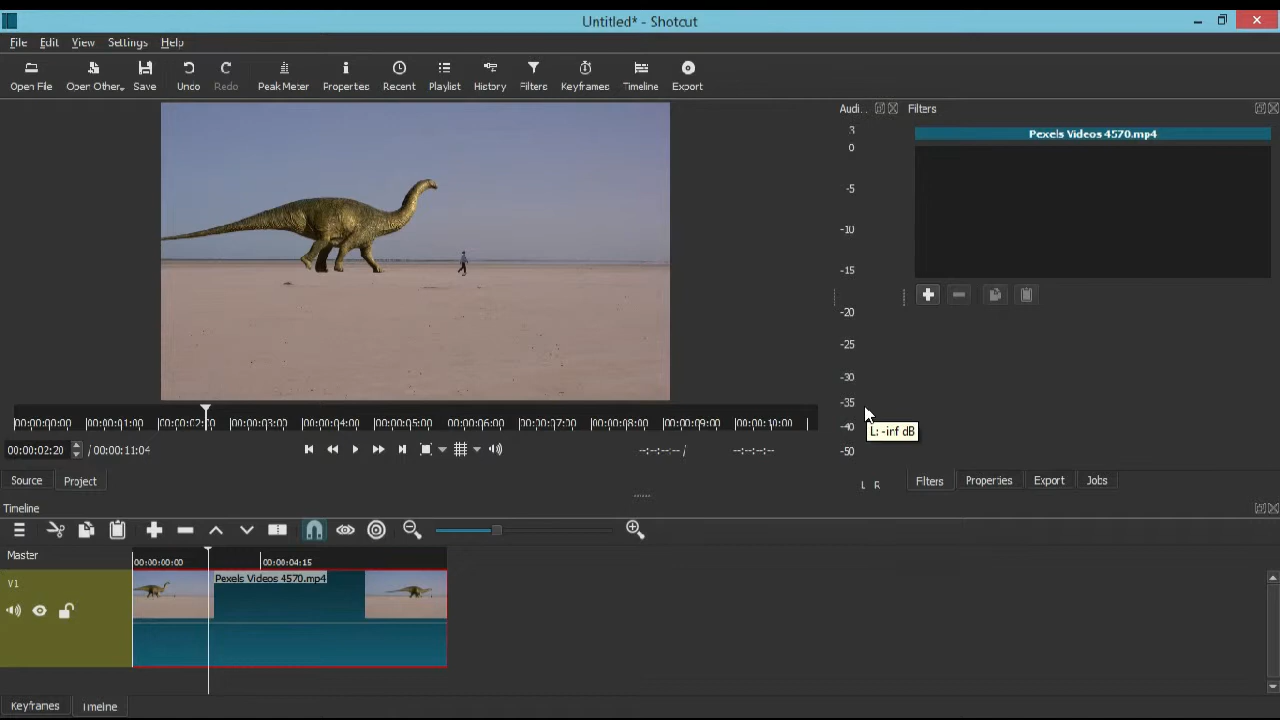 Untitled* - Shotcut
File Edit View Settings Help
Open File Open Other Save Undo Redo Peak Meter Properties Recent Playlist History Filters Keyframes Timeline Export
Audi... Filters
Pexels Videos 4570.mp4
3
0
-5
-10
-15
-20
-25
-30
-35
-40
-50
L: -inf dB
L R
00:00:00:00 00:00:01:00 00:00:02: 00:00:03:00 00:00:04:00 00:00:05:00 00:00:06:00 00:00:07:00 00:00:08:00 00:00:09:00 00:00:10:00
00:00:02:20 / 00:00:11:04 --:--:--:-- / --:--:--:--
Source Project
Filters Properties Export Jobs
Timeline
Master 00:00:00:00 00:00:04:15
V1 Pexels Videos 4570.mp4
Keyframes Timeline